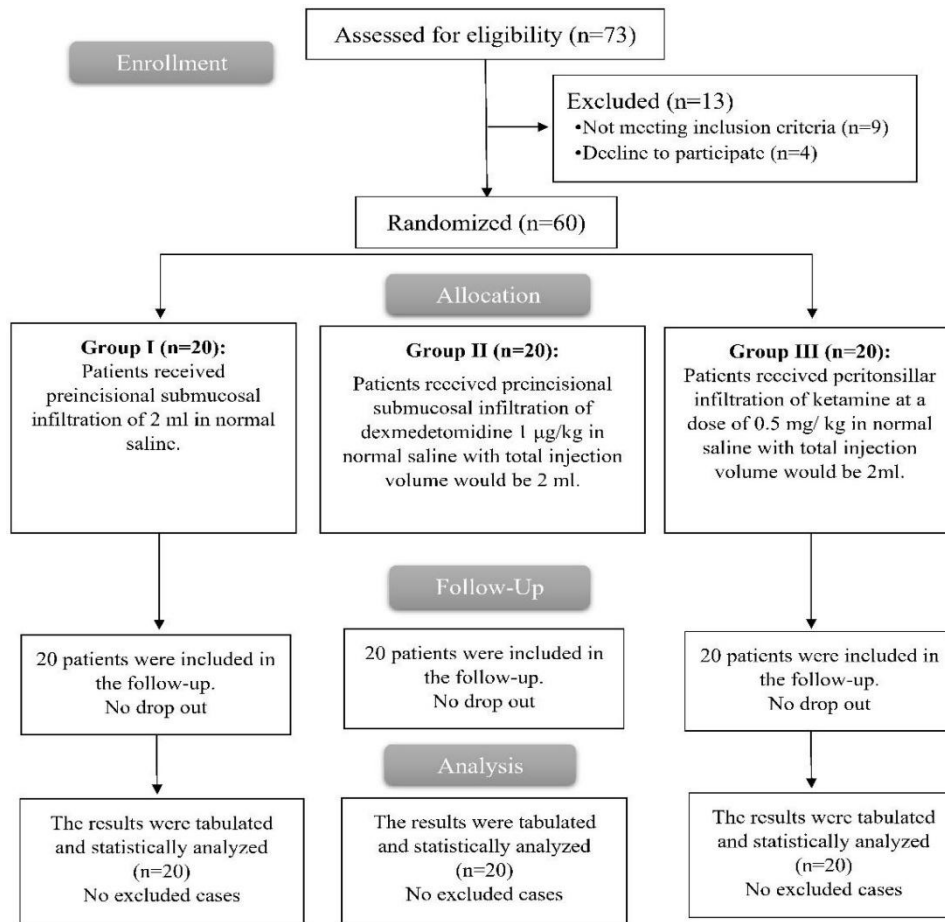 Assessed for eligibility (n=73)
Enrollment
Excluded (n=13)
•Not meeting inclusion criteria (n=9)
•Decline to participate (n=4)
Randomized (n=60)
Allocation
Group I (n=20):
Patients received
preincisional submucosal
infiltration of 2 ml in normal
saline.
Group II (n=20):
Patients received preincisional
submucosal infiltration of
dexmedetomidine 1 µg/kg in
normal saline with total injection
volume would be 2 ml.
Group III (n=20):
Patients received peritonsillar
infiltration of ketamine at a
dose of 0.5 mg/ kg in normal
saline with total injection
volume would be 2ml.
Follow-Up
20 patients were included in
the follow-up.
No drop out
20 patients were included in
the follow-up.
No drop out
20 patients were included in
the follow-up.
No drop out
Analysis
The results were tabulated
and statistically analyzed
(n=20)
No excluded cases
The results were tabulated
and statistically analyzed
(n=20)
No excluded cases
The results were tabulated
and statistically analyzed
(n=20)
No excluded cases